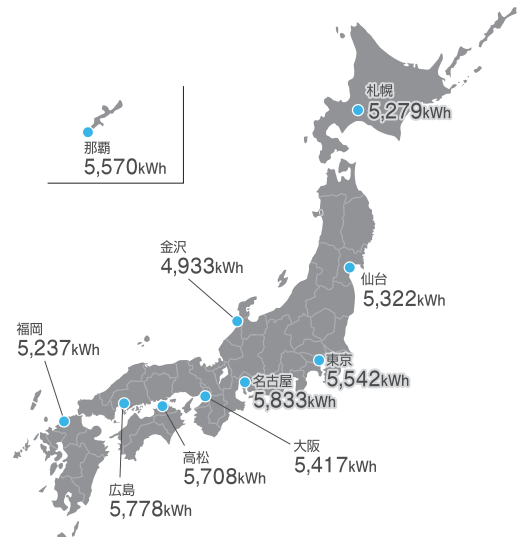 札幌
5,279kWh
那覇
5,570kWh
金沢
4,933kWh
仙台
5,322kWh
福岡
5,237kWh
東京
5,542kWh
名古屋
5,833kWh
大阪
5,417kWh
高松
5,708kWh
広島
5,778kWh